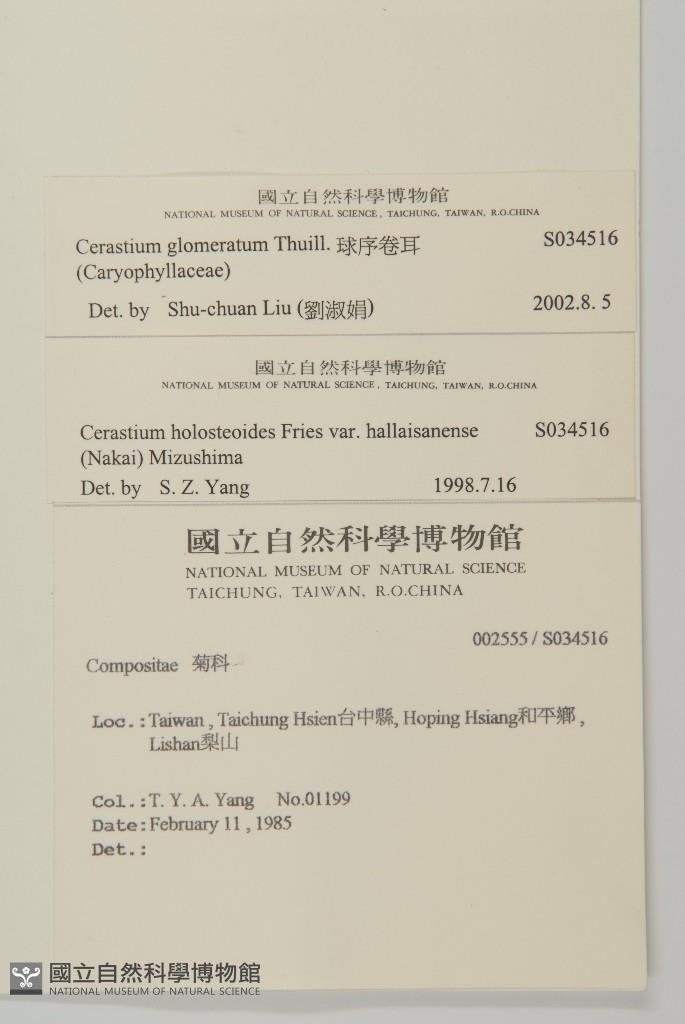 國立自然科學博物館
NATIONAL MUSEUM OF NATURAL SCIENCE, TAICHUNG, TAIWAN, R.O.CHINA
Cerastium glomeratum Thuill. 球序卷耳 S034516
(Caryophyllaceae)
Det. by Shu-chuan Liu (劉淑娟) 2002.8. 5
國立自然科學博物館
NATIONAL MUSEUM OF NATURAL SCIENCE, TAICHUNG, TAIWAN, R.O.CHINA
Cerastium holosteoides Fries var. hallaisanense S034516
(Nakai) Mizushima
Det. by S. Z. Yang 1998.7.16
國立自然科學博物館
NATIONAL MUSEUM OF NATURAL SCIENCE
TAICHUNG, TAIWAN, R.O.CHINA
002555 / S034516
Compositae 菊科
Loc.:Taiwan , Taichung Hsien台中縣, Hoping Hsiang和平鄉 ,
Lishan梨山
Col.:T. Y. A. Yang No.01199
Date:February 11 , 1985
Det.:
國立自然科學博物館
NATIONAL MUSEUM OF NATURAL SCIENCE